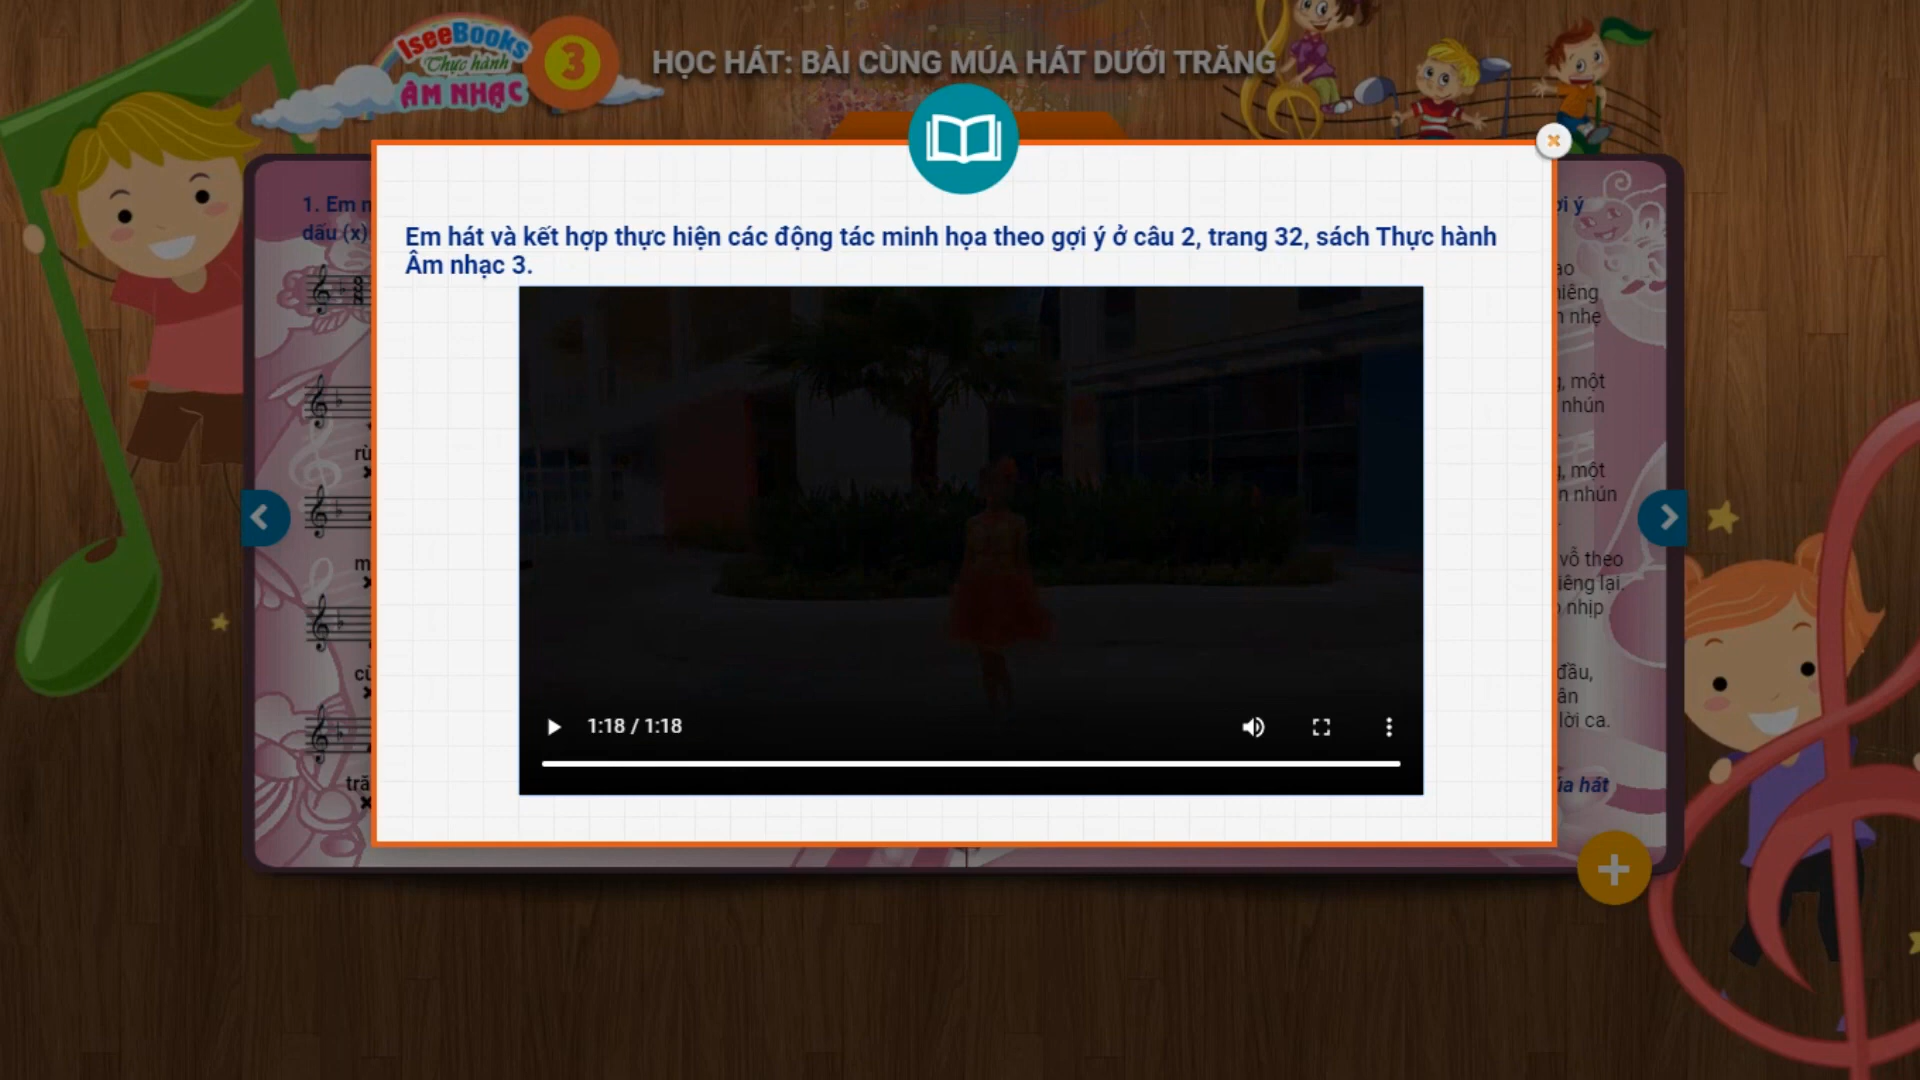 IseeBooks
Thực hành
ÂM NHẠC
3
HỌC HÁT: BÀI CÙNG MÚA HÁT DƯỚI TRĂNG
Em hát và kết hợp thực hiện các động tác minh họa theo gợi ý ở câu 2, trang 32, sách Thực hành
Âm nhạc 3.
1:18 / 1:18
1. Em
dấu (x)
ý
nhẹ
, một
nhún
, một
nhún
vỗ theo
lại.
nhịp
đầu,
lời ca.
hát